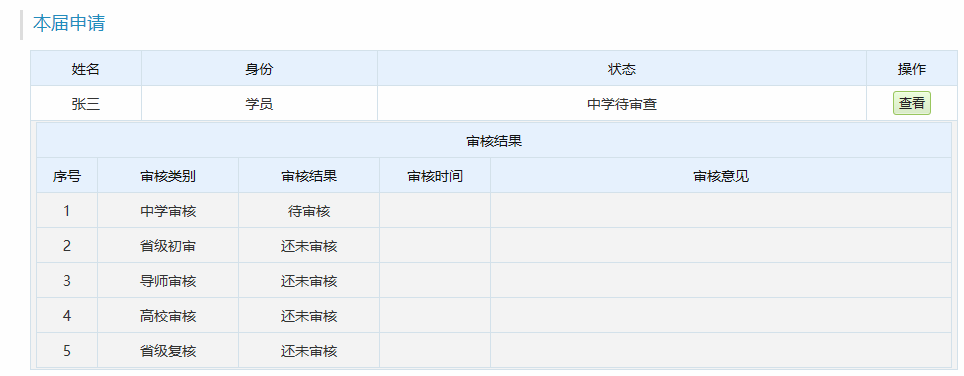 本届申请
姓名 身份 状态 操作
张三 学员 中学待审查 查看
审核结果
序号 审核类别 审核结果 审核时间 审核意见
1 中学审核 待审核
2 省级初审 还未审核
3 导师审核 还未审核
4 高校审核 还未审核
5 省级复核 还未审核